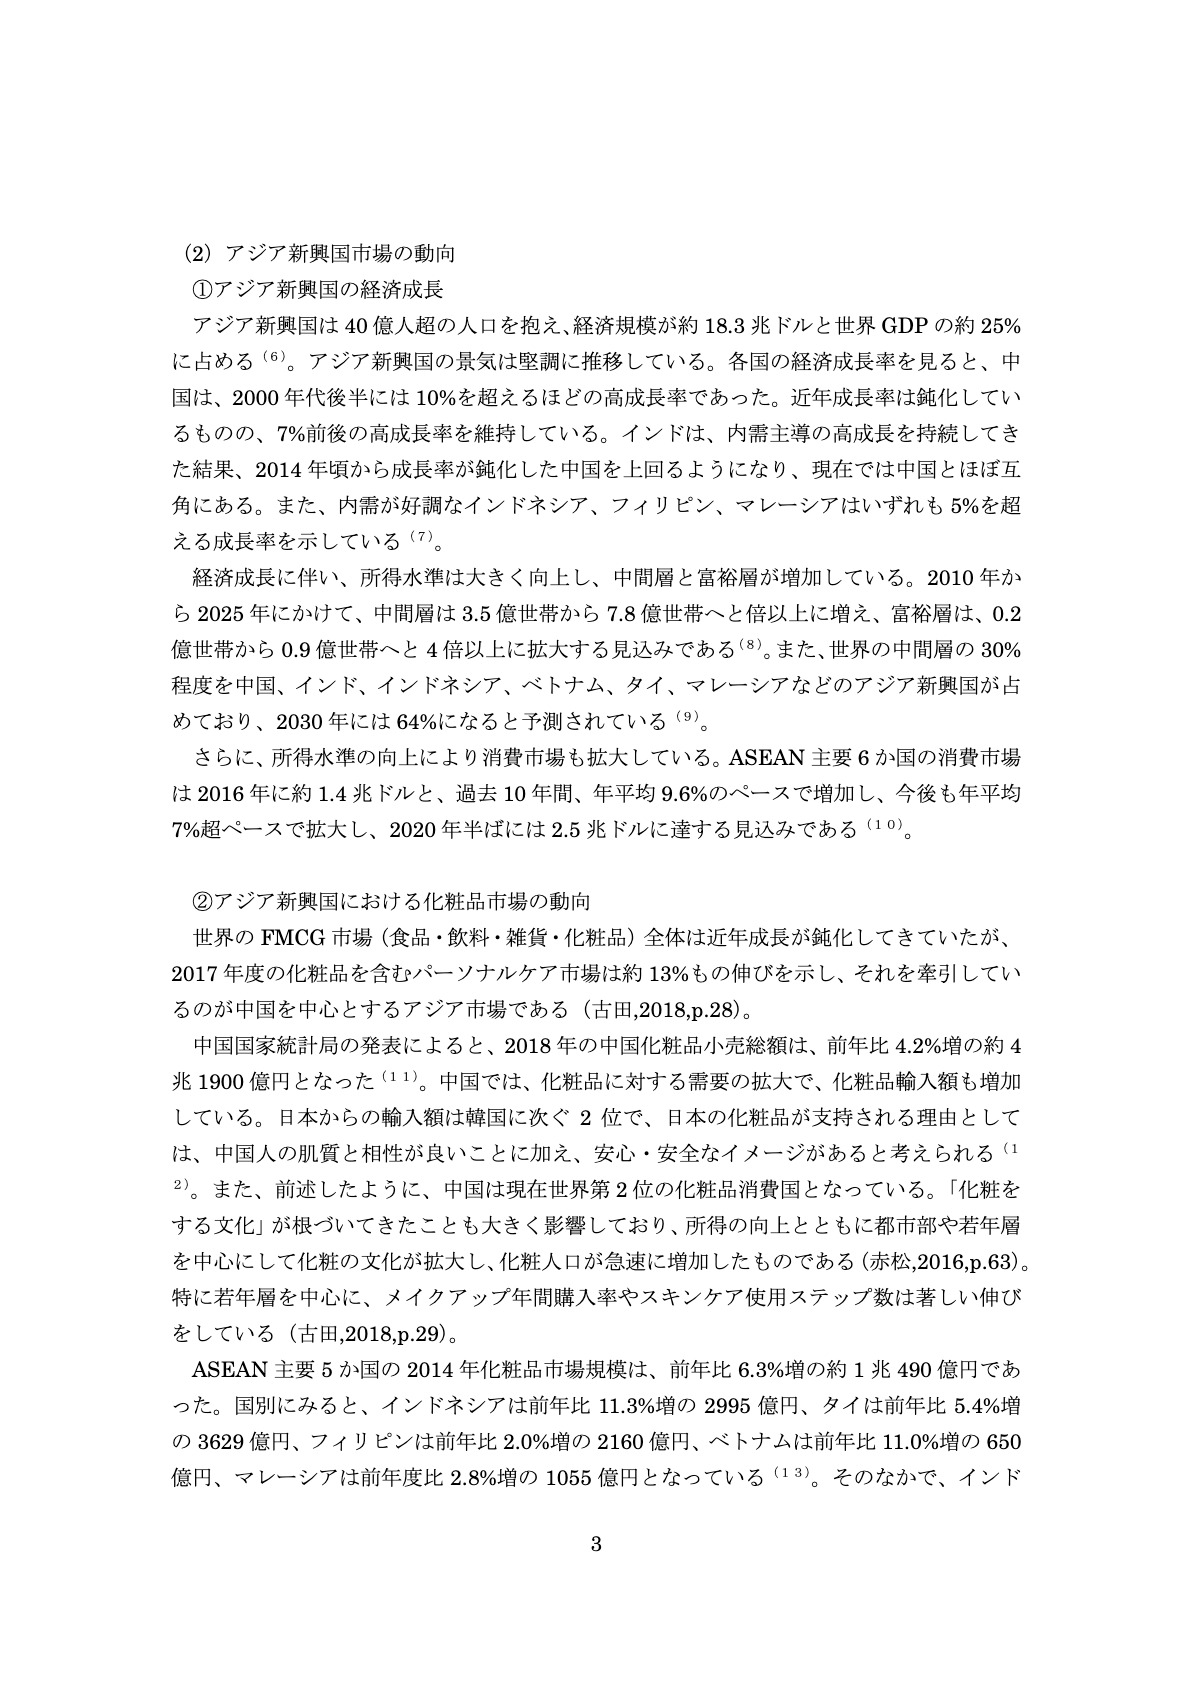 （2）アジア新興国市場の動向
①アジア新興国の経済成長
アジア新興国は 40 億人超の人口を抱え、経済規模が約 18.3 兆ドルと世界 GDP の約 25%
に占める（6）。アジア新興国の景気は堅調に推移している。各国の経済成長率を見ると、中
国は、2000 年代後半には 10%を超えるほどの高成長率であった。近年成長率は鈍化してい
るものの、7%前後の高成長率を維持している。インドは、内需主導の高成長を持続してき
た結果、2014 年頃から成長率が鈍化した中国を上回るようになり、現在では中国とほぼ互
角にある。また、内需が好調なインドネシア、フィリピン、マレーシアはいずれも 5%を超
える成長率を示している（7）。
経済成長に伴い、所得水準は大きく向上し、中間層と富裕層が増加している。2010 年か
ら 2025 年にかけて、中間層は 3.5 億世帯から 7.8 億世帯へと倍以上に増え、富裕層は、0.2
億世帯から 0.9 億世帯へと 4 倍以上に拡大する見込みである（8）。また、世界の中間層の 30%
程度を中国、インド、インドネシア、ベトナム、タイ、マレーシアなどのアジア新興国が占
めており、2030 年には 64%になると予測されている（9）。
さらに、所得水準の向上により消費市場も拡大している。ASEAN 主要 6 か国の消費市場
は 2016 年に約 1.4 兆ドルと、過去 10 年間、年平均 9.6%のペースで増加し、今後も年平均
7%超ペースで拡大し、2020 年半ばには 2.5 兆ドルに達する見込みである（10）。
②アジア新興国における化粧品市場の動向
世界の FMCG 市場（食品・飲料・雑貨・化粧品）全体は近年成長が鈍化してきていたが、
2017 年度の化粧品を含むパーソナルケア市場は約 13%もの伸びを示し、それを牽引してい
るのが中国を中心とするアジア市場である（古田,2018,p.28）。
中国国家統計局の発表によると、2018 年の中国化粧品小売総額は、前年比 4.2%増の約 4
兆 1900 億円となった（11）。中国では、化粧品に対する需要の拡大で、化粧品輸入額も増加
している。日本からの輸入額は韓国に次ぐ 2 位で、日本の化粧品が支持される理由として
は、中国人の肌質と相性が良いことに加え、安心・安全なイメージがあると考えられる（1
2）。また、前述したように、中国は現在世界第 2 位の化粧品消費国となっている。「化粧を
する文化」が根づいてきたことも大きく影響しており、所得の向上とともに都市部や若年層
を中心にして化粧の文化が拡大し、化粧人口が急速に増加したものである（赤松,2016,p.63）。
特に若年層を中心に、メイクアップ年間購入率やスキンケア使用ステップ数は著しい伸び
をしている（古田,2018,p.29）。
ASEAN 主要 5 か国の 2014 年化粧品市場規模は、前年比 6.3%増の約 1 兆 490 億円であ
った。国別にみると、インドネシアは前年比 11.3%増の 2995 億円、タイは前年比 5.4%増
の 3629 億円、フィリピンは前年比 2.0%増の 2160 億円、ベトナムは前年比 11.0%増の 650
億円、マレーシアは前年度比 2.8%増の 1055 億円となっている（13）。そのなかで、インド
3